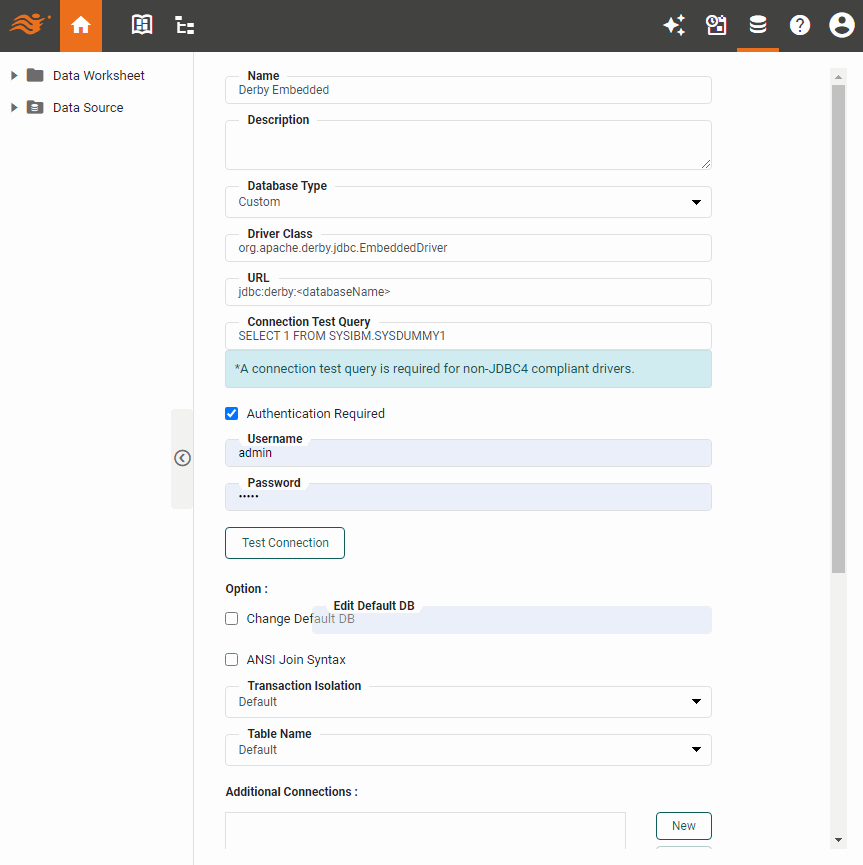 Data Worksheet
Data Source
Name
Derby Embedded
Description
Database Type
Custom
Driver Class
org.apache.derby.jdbc.EmbeddedDriver
URL
jdbc:derby:<databaseName>
Connection Test Query
SELECT 1 FROM SYSIBM.SYSDUMMY1
*A connection test query is required for non-JDBC4 compliant drivers.
Authentication Required
Username
admin
Password
•••••
Test Connection
Option :
Edit Default DB
Change Default DB
ANSI Join Syntax
Transaction Isolation
Default
Table Name
Default
Additional Connections :
New